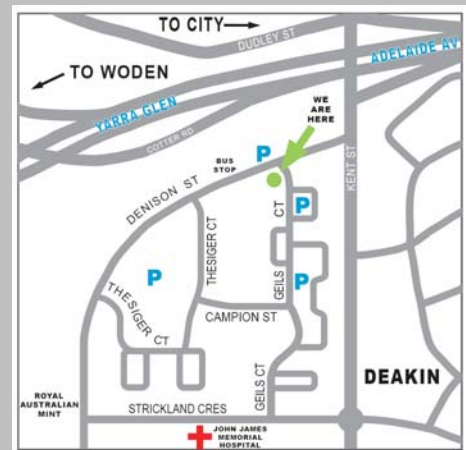 TO CITY
DUDLEY ST
ADELAIDE AV
TO WODEN
YARRA GLEN
COTTER RD
WE
ARE
HERE
P
BUS
STOP
KENT ST
DENISON ST
THESIGER CT
GEILS CT
P
P
P
THESIGER CT
CAMPION ST
GEILS CT
DEAKIN
ROYAL
AUSTRALIAN
MINT
STRICKLAND CRES
JOHN JAMES
MEMORIAL
HOSPITAL